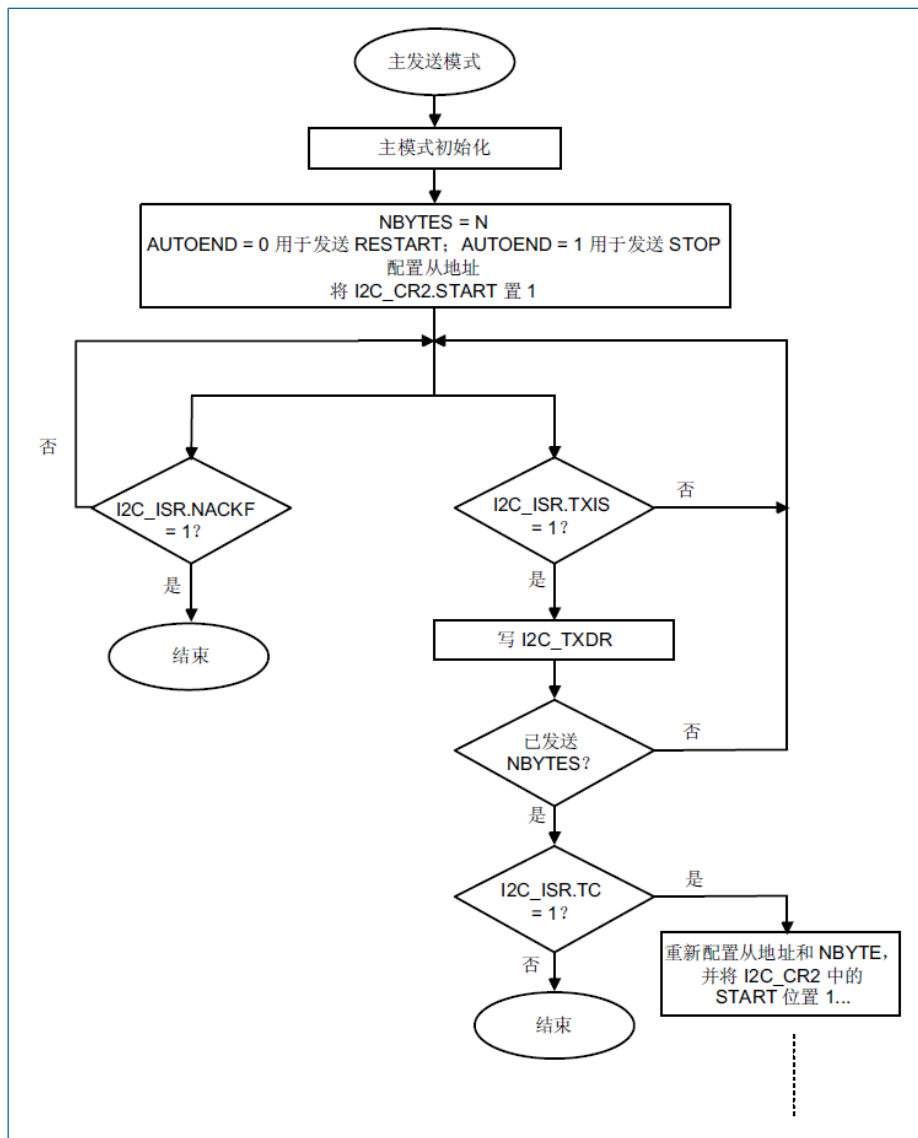 主发送模式
主模式初始化
NBYTES = N
AUTOEND = 0 用于发送 RESTART；AUTOEND = 1 用于发送 STOP
配置从地址
将 I2C_CR2.START 置 1
否
I2C_ISR.NACKF
= 1？
是
结束
I2C_ISR.TXIS
= 1？
否
是
写 I2C_TXDR
已发送
NBYTES？
否
是
I2C_ISR.TC
= 1？
是
否
结束
重新配置从地址和 NBYTE，
并将 I2C_CR2 中的
START 位置 1...